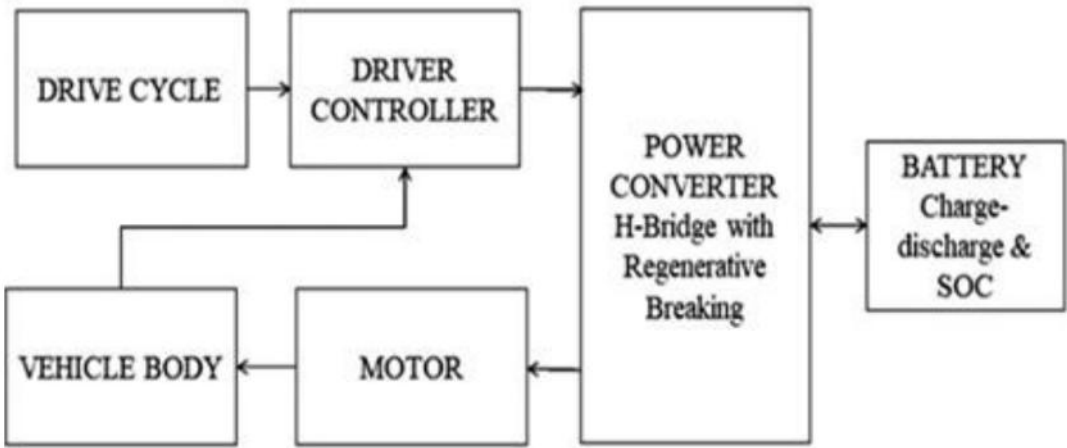 DRIVE CYCLE
DRIVER
CONTROLLER
POWER
CONVERTER
H-Bridge with
Regenerative
Breaking
BATTERY
Charge-
discharge &
SOC
VEHICLE BODY
MOTOR